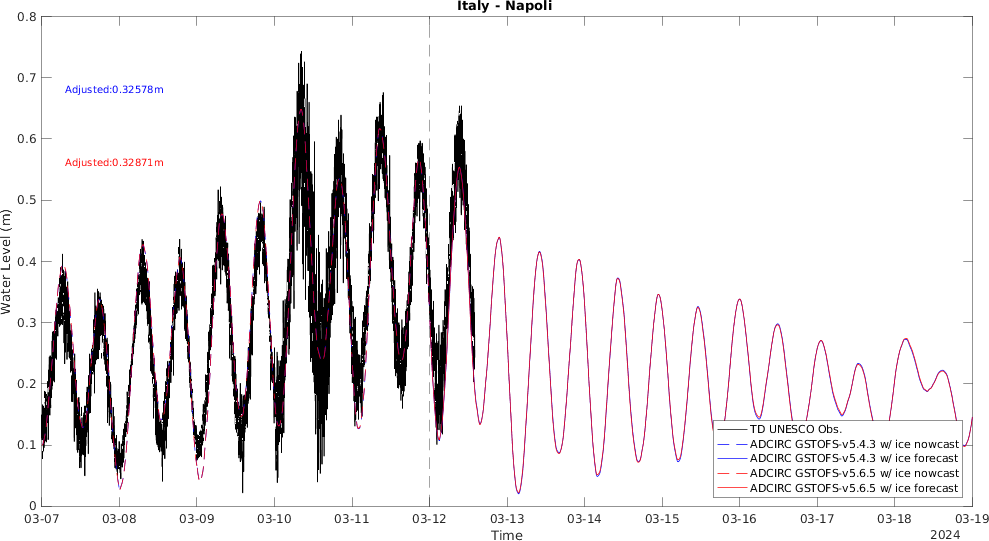 Italy - Napoli
0.8
0.7
0.6
0.5
0.4
0.3
0.2
0.1
0
Water Level (m)
Adjusted:0.32578m
Adjusted:0.32871m
TD UNESCO Obs.
ADCIRC GSTOFS-v5.4.3 w/ ice nowcast
ADCIRC GSTOFS-v5.4.3 w/ ice forecast
ADCIRC GSTOFS-v5.6.5 w/ ice nowcast
ADCIRC GSTOFS-v5.6.5 w/ ice forecast
03-07 03-08 03-09 03-10 03-11 03-12 03-13 03-14 03-15 03-16 03-17 03-18 03-19
Time
2024